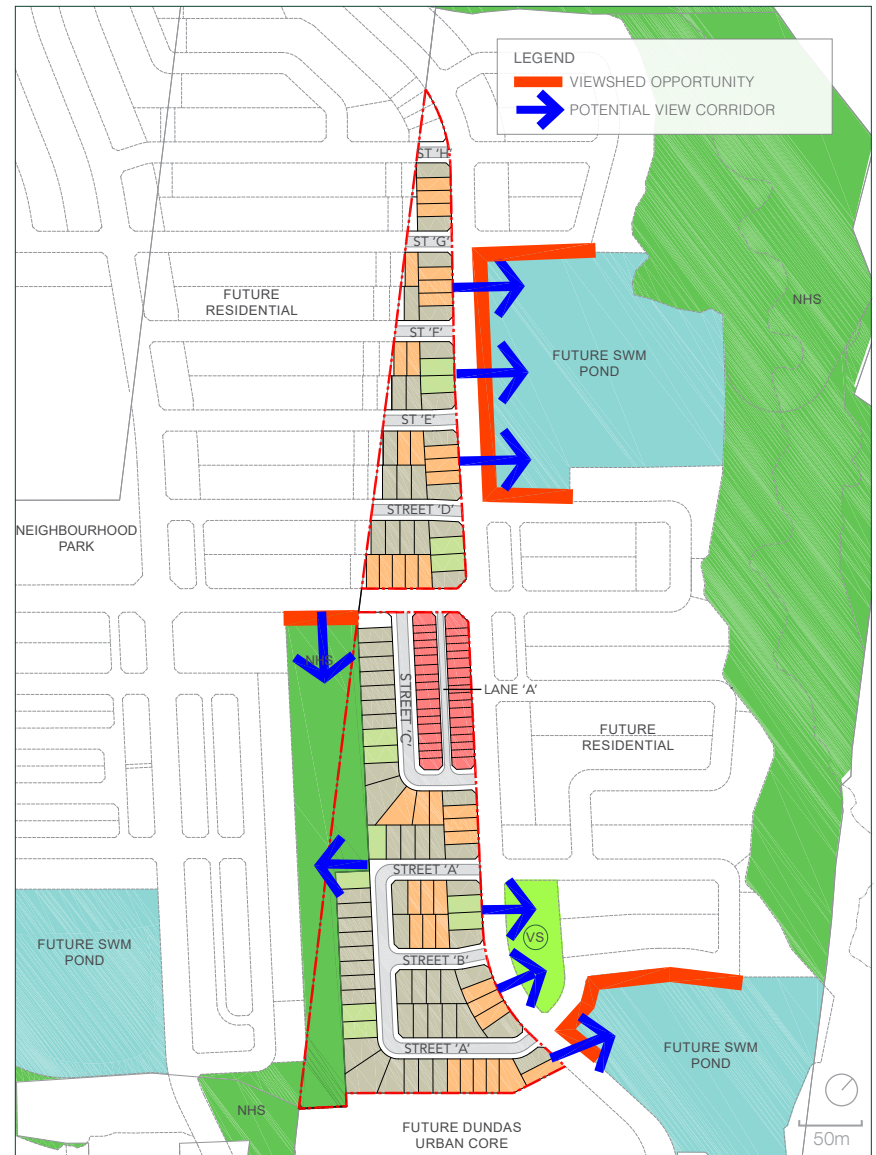 LEGEND
VIEWSHED OPPORTUNITY
POTENTIAL VIEW CORRIDOR
ST 'H'
ST 'G'
FUTURE
RESIDENTIAL
NHS
ST 'F'
FUTURE SWM
POND
ST 'E'
STREET 'D'
NEIGHBOURHOOD
PARK
NHS
STREET 'C'
LANE 'A'
FUTURE
RESIDENTIAL
STREET 'A'
VS
FUTURE SWM
POND
STREET 'B'
STREET 'A'
FUTURE SWM
POND
NHS
FUTURE DUNDAS
URBAN CORE
50m